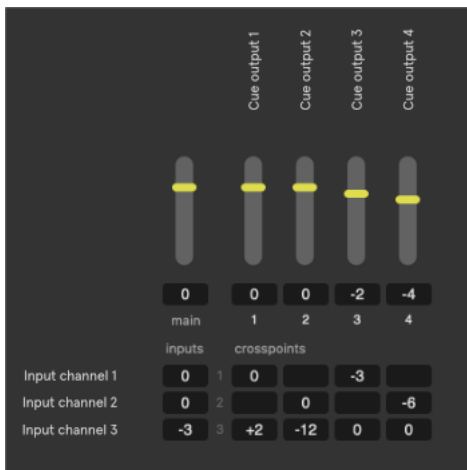 Cue output 1 Cue output 2 Cue output 3 Cue output 4
0 0 0 -2 -4
main 1 2 3 4
inputs crosspoints
Input channel 1 0 1 0 -3
Input channel 2 0 2 0 -6
Input channel 3 -3 3 +2 -12 0 0